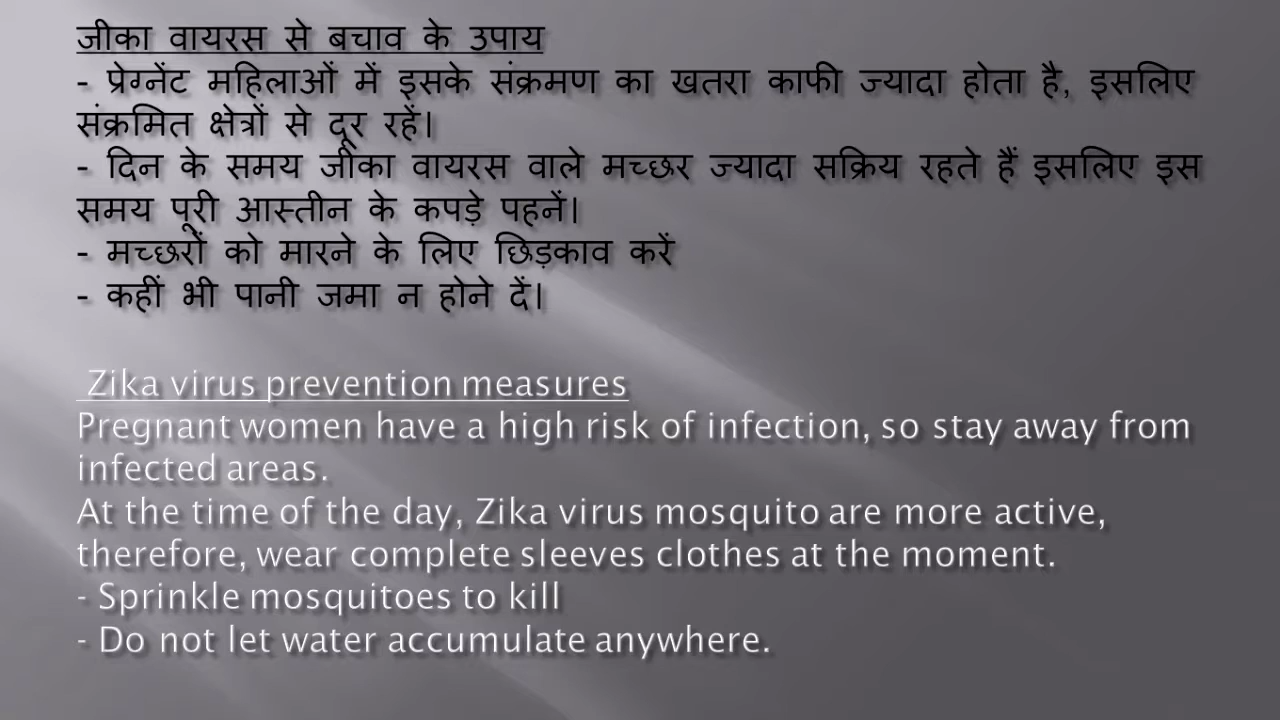 जीका वायरस से बचाव के उपाय
- प्रेग्नेंट महिलाओं में इसके संक्रमण का खतरा काफी ज्यादा होता है, इसलिए
संक्रमित क्षेत्रों से दूर रहें।
- दिन के समय जीका वायरस वाले मच्छर ज्यादा सक्रिय रहते हैं इसलिए इस
समय पूरी आस्तीन के कपड़े पहनें।
- मच्छरों को मारने के लिए छिड़काव करें
- कहीं भी पानी जमा न होने दें।
Zika virus prevention measures
Pregnant women have a high risk of infection, so stay away from
infected areas.
At the time of the day, Zika virus mosquito are more active,
therefore, wear complete sleeves clothes at the moment.
- Sprinkle mosquitoes to kill
- Do not let water accumulate anywhere.